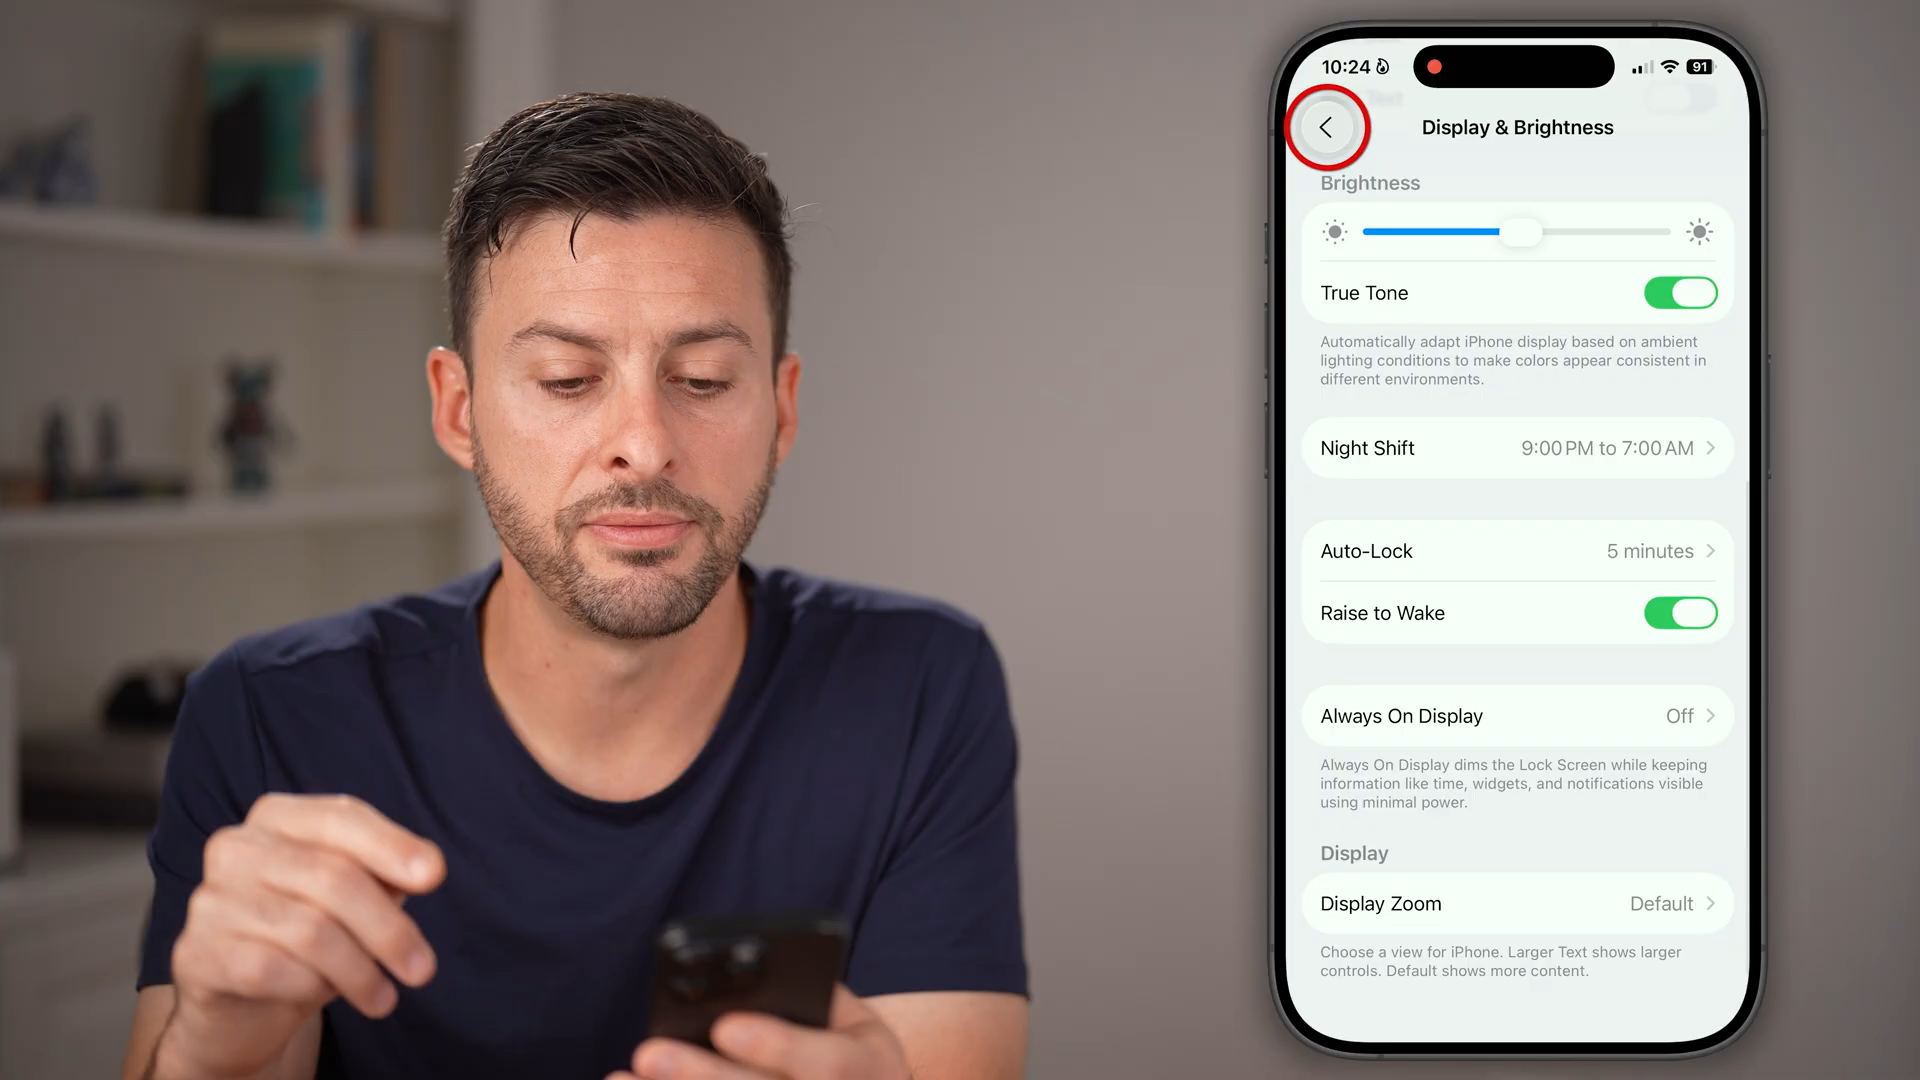 10:24
91
Display & Brightness
Brightness
True Tone
Automatically adapt iPhone display based on ambient
lighting conditions to make colors appear consistent in
different environments.
Night Shift 9:00 PM to 7:00 AM
Auto-Lock 5 minutes
Raise to Wake
Always On Display Off
Always On Display dims the Lock Screen while keeping
information like time, widgets, and notifications visible
using minimal power.
Display
Display Zoom Default
Choose a view for iPhone. Larger Text shows larger
controls. Default shows more content.